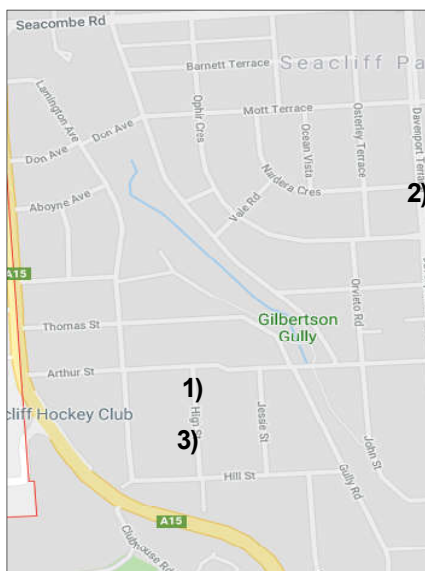 Seacombe Rd
Barnett Terrace
Seacliff Pa
Lamington Ave
Ophir Cres
Mott Terrace
Don Ave
Don Ave
Ocean Vista
Osterley Terrace
Davenport Terra
Nardera Cres
2)
Aboyne Ave
Vale Rd
A15
Orvieto Rd
Thomas St
Gilbertson
Gully
Arthur St
1)
High St
Jessie St
cliff Hockey Club
3)
John St
Hill St
Gully Rd
A15
Clubhouse Rd